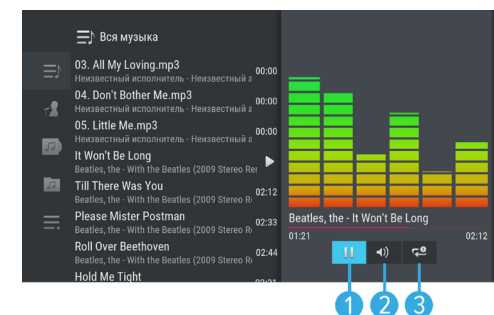 Вся музыка
03. All My Loving.mp3
Неизвестный исполнитель - Неизвестный а
00:00
04. Don't Bother Me.mp3
Неизвестный исполнитель - Неизвестный а
00:00
05. Little Me.mp3
Неизвестный исполнитель - Неизвестный а
00:00
It Won't Be Long
Beatles, the - With the Beatles (2009 Stereo Rem
Till There Was You
Beatles, the - With the Beatles (2009 Stereo R
02:12
Please Mister Postman
Beatles, the - With the Beatles (2009 Stereo R
02:33
Roll Over Beethoven
Beatles, the - With the Beatles (2009 Stereo R
02:44
Hold Me Tight
02:31
Beatles, the - It Won't Be Long
01:21
02:12
1
2
3